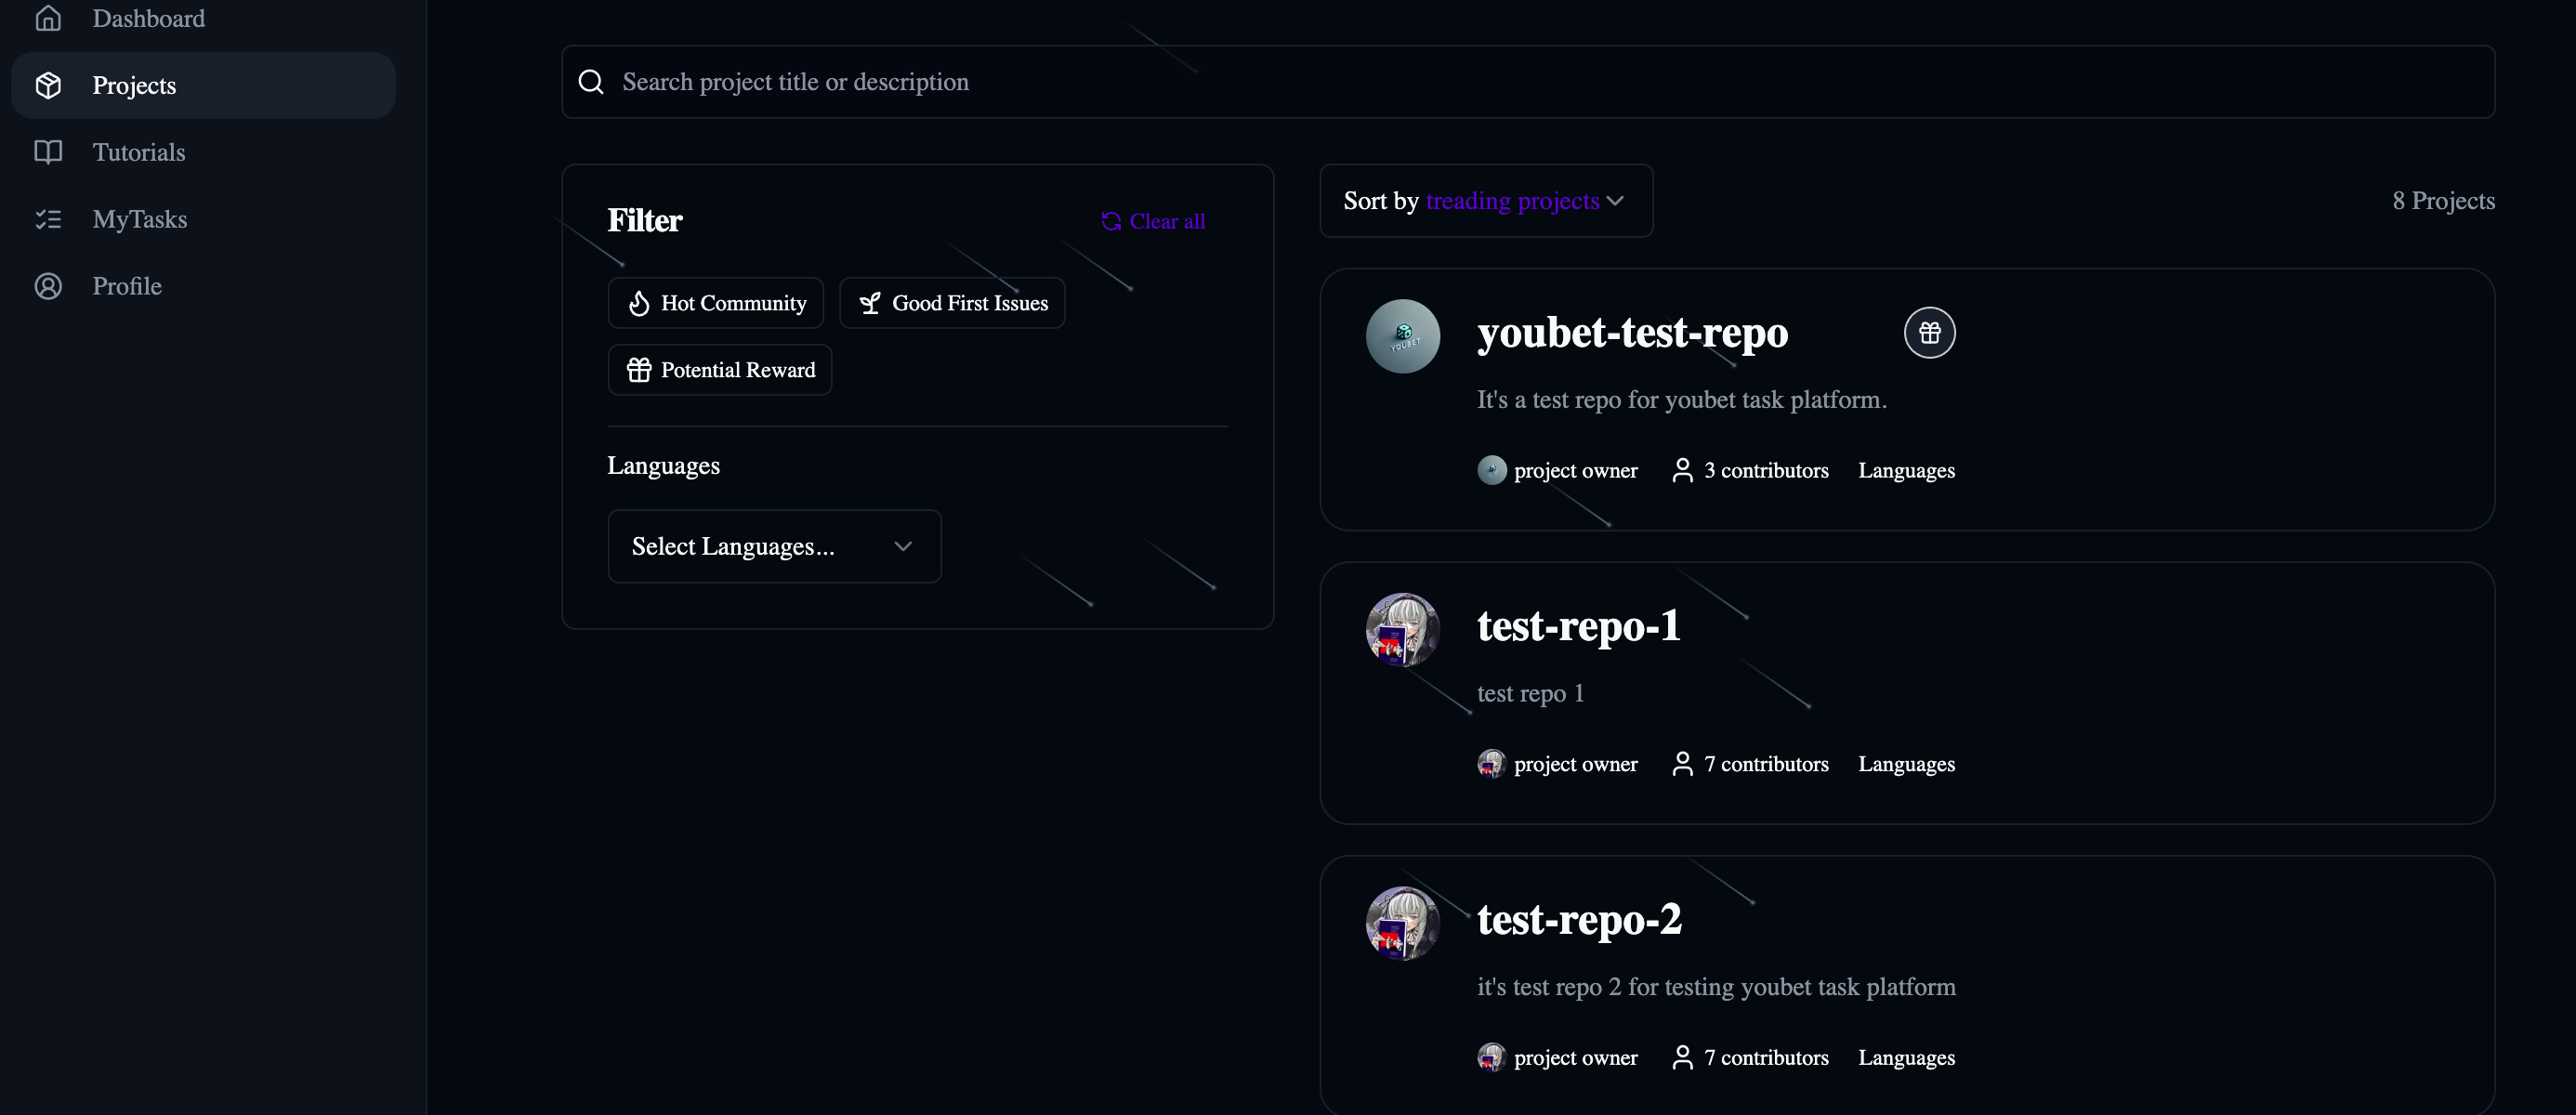 Dashboard
Projects
Tutorials
MyTasks
Profile
Search project title or description
Filter
Clear all
Hot Community
Good First Issues
Potential Reward
Languages
Select Languages...
Sort by treading projects
8 Projects
YOUBET
youbet-test-repo
It's a test repo for youbet task platform.
project owner 3 contributors Languages
test-repo-1
test repo 1
project owner 7 contributors Languages
test-repo-2
it's test repo 2 for testing youbet task platform
project owner 7 contributors Languages